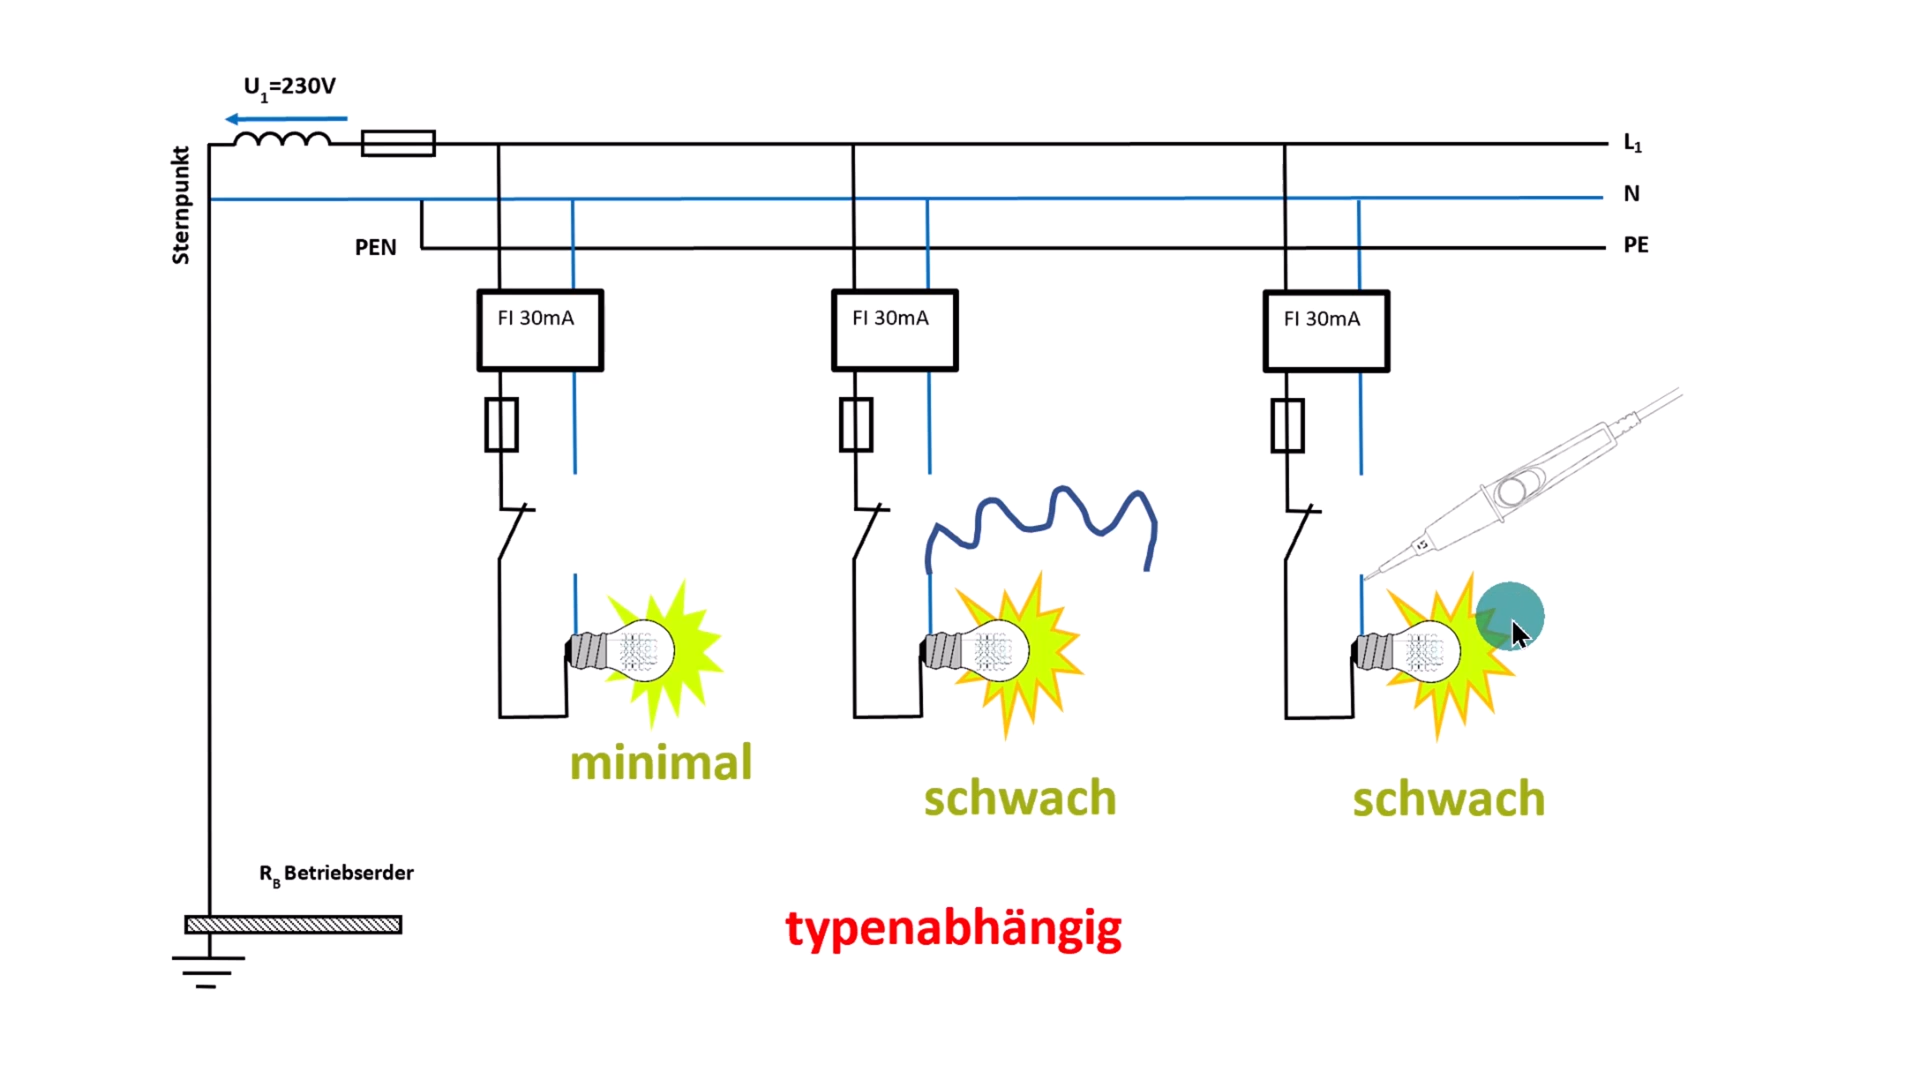 U1=230V
Sternpunkt
L1
N
PEN
PE
FI 30mA
FI 30mA
FI 30mA
minimal
schwach
schwach
RB Betriebserder
typenabhängig